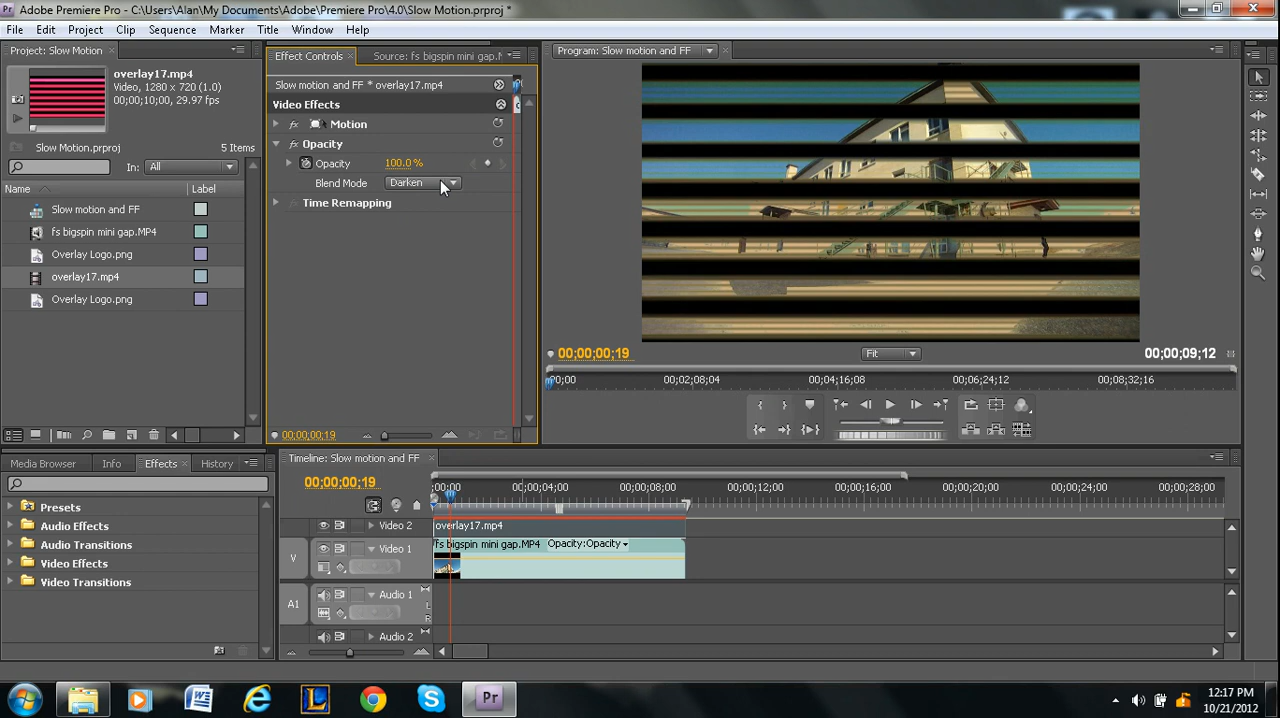 Adobe Premiere Pro - C:\Users\Alan\My Documents\Adobe\Premiere Pro\4.0\Slow Motion.prproj *
File Edit Project Clip Sequence Marker Title Window Help
Project: Slow Motion
overlay17.mp4
Video, 1280 x 720 (1.0)
00;00;10;00, 29.97 fps
Slow Motion.prproj
5 Items
In: All
Name Label
Slow motion and FF
fs bigspin mini gap.MP4
Overlay Logo.png
overlay17.mp4
Overlay Logo.png
Effect Controls
Source: fs bigspin mini gap.
Slow motion and FF * overlay17.mp4
Video Effects
fx Motion
fx Opacity
Opacity 100.0 %
Blend Mode Darken
fx Time Remapping
00;00;00;19
Program: Slow motion and FF
00;00;00;19
Fit
00;00;09;12
00;00 00;02;08;04 00;04;16;08 00;06;24;12 00;08;32;16
Media Browser Info Effects History
Presets
Audio Effects
Audio Transitions
Video Effects
Video Transitions
Timeline: Slow motion and FF
00;00;00;19
;00;00 00;00;04;00 00;00;08;00 00;00;12;00 00;00;16;00 00;00;20;00 00;00;24;00 00;00;28;00
Video 2
overlay17.mp4
V
Video 1
fs bigspin mini gap.MP4 Opacity:Opacity
A1
Audio 1
L
R
Audio 2
W
L
S
Pr
12:17 PM
10/21/2012